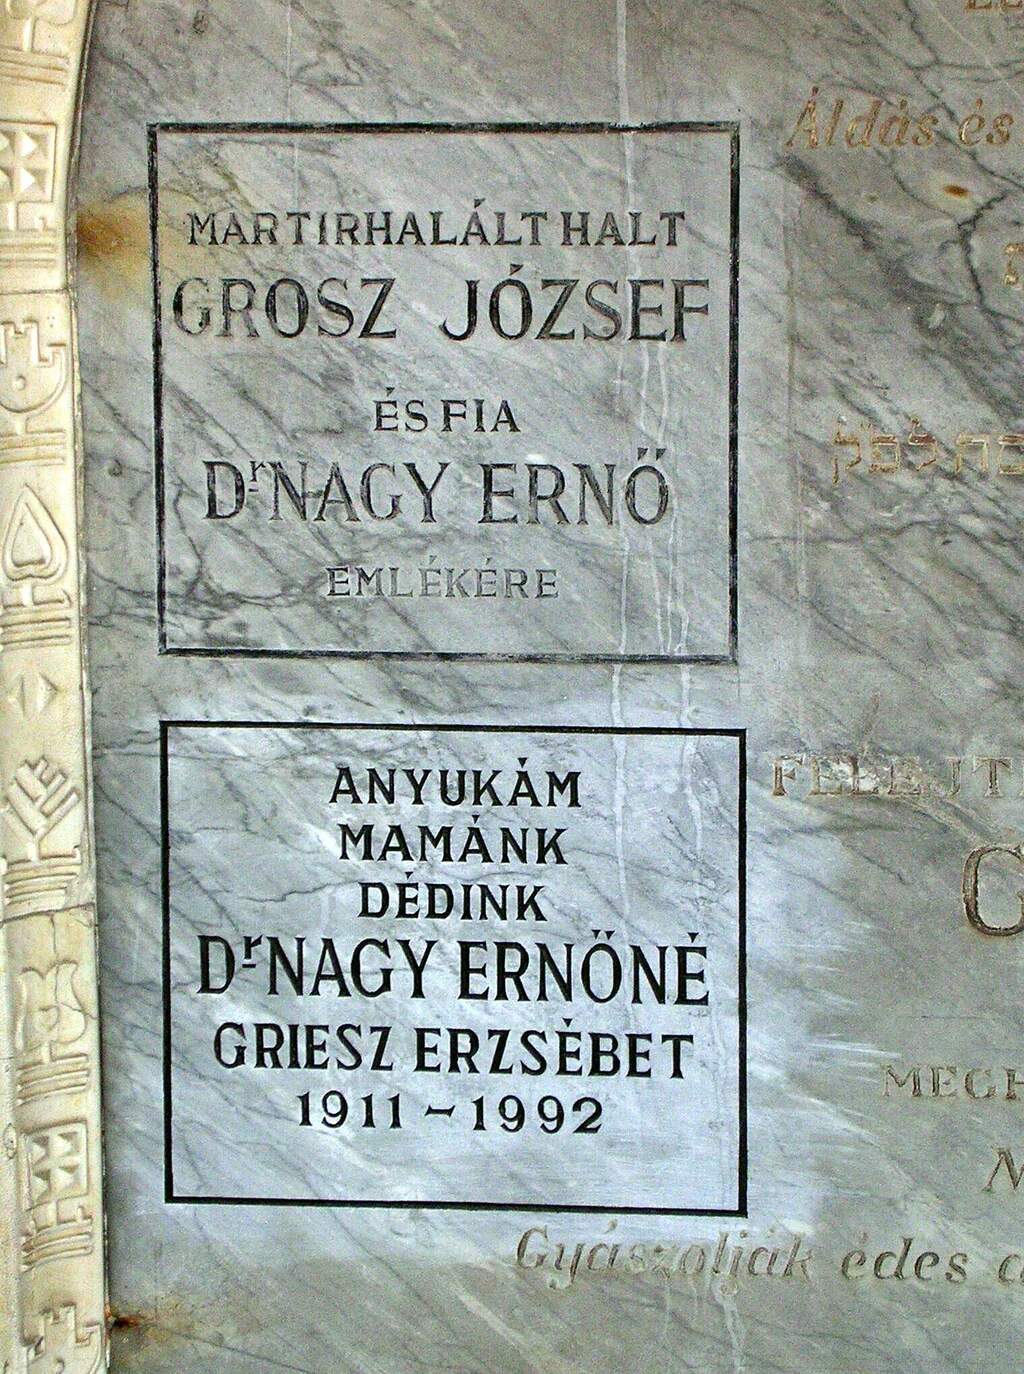 MARTIRHALÁLT HALT
GROSZ JÓZSEF
ÉS FIA
Dr NAGY ERNŐ
EMLÉKÉRE
ANYUKÁM
MAMÁNK
DÉDINK
Dr NAGY ERNŐNÉ
GRIESZ ERZSÉBET
1911 - 1992
Áldás és
Gyászolják édes